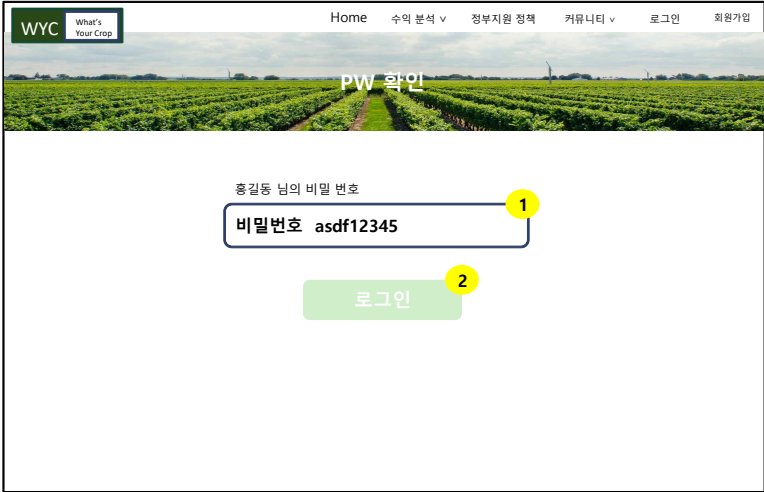 WYC
What's
Your Crop
Home 수익 분석 ∨ 정부지원 정책 커뮤니티 ∨ 로그인 회원가입
PW 확인
홍길동 님의 비밀 번호
1
비밀번호 asdf12345
2
로그인